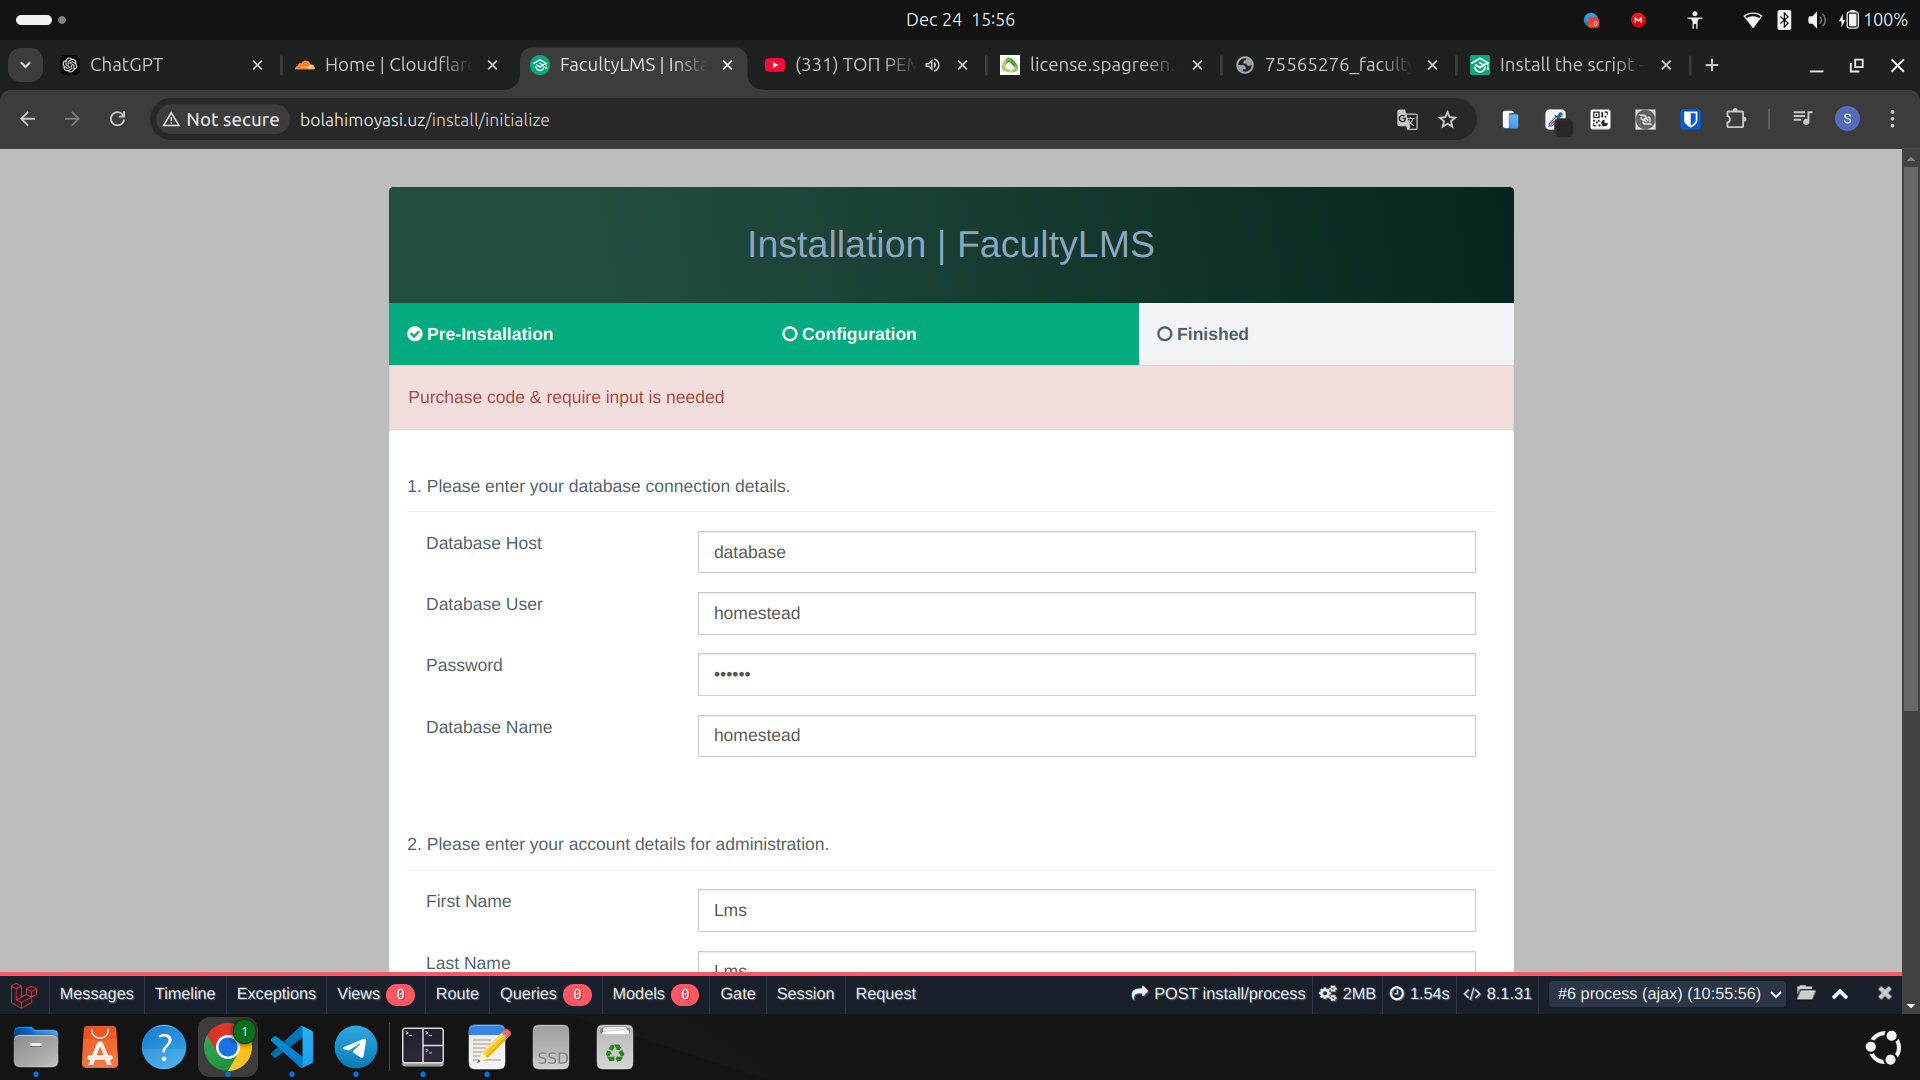 Dec 24 15:56
ChatGPT
Home | Cloudflare
FacultyLMS | Insta
(331) ТОП РЕМ
license.spagreen.
75565276_faculty
Install the script -
Not secure
bolahimoyasi.uz/install/initialize
100%
S
Installation | FacultyLMS
Pre-Installation
Configuration
Finished
Purchase code & require input is needed
1. Please enter your database connection details.
Database Host
database
Database User
homestead
Password
••••••
Database Name
homestead
2. Please enter your account details for administration.
First Name
Lms
Last Name
Lms
Messages
Timeline
Exceptions
Views 0
Route
Queries 0
Models 0
Gate
Session
Request
POST install/process
2MB
1.54s
8.1.31
#6 process (ajax) (10:55:56)
1
SSD